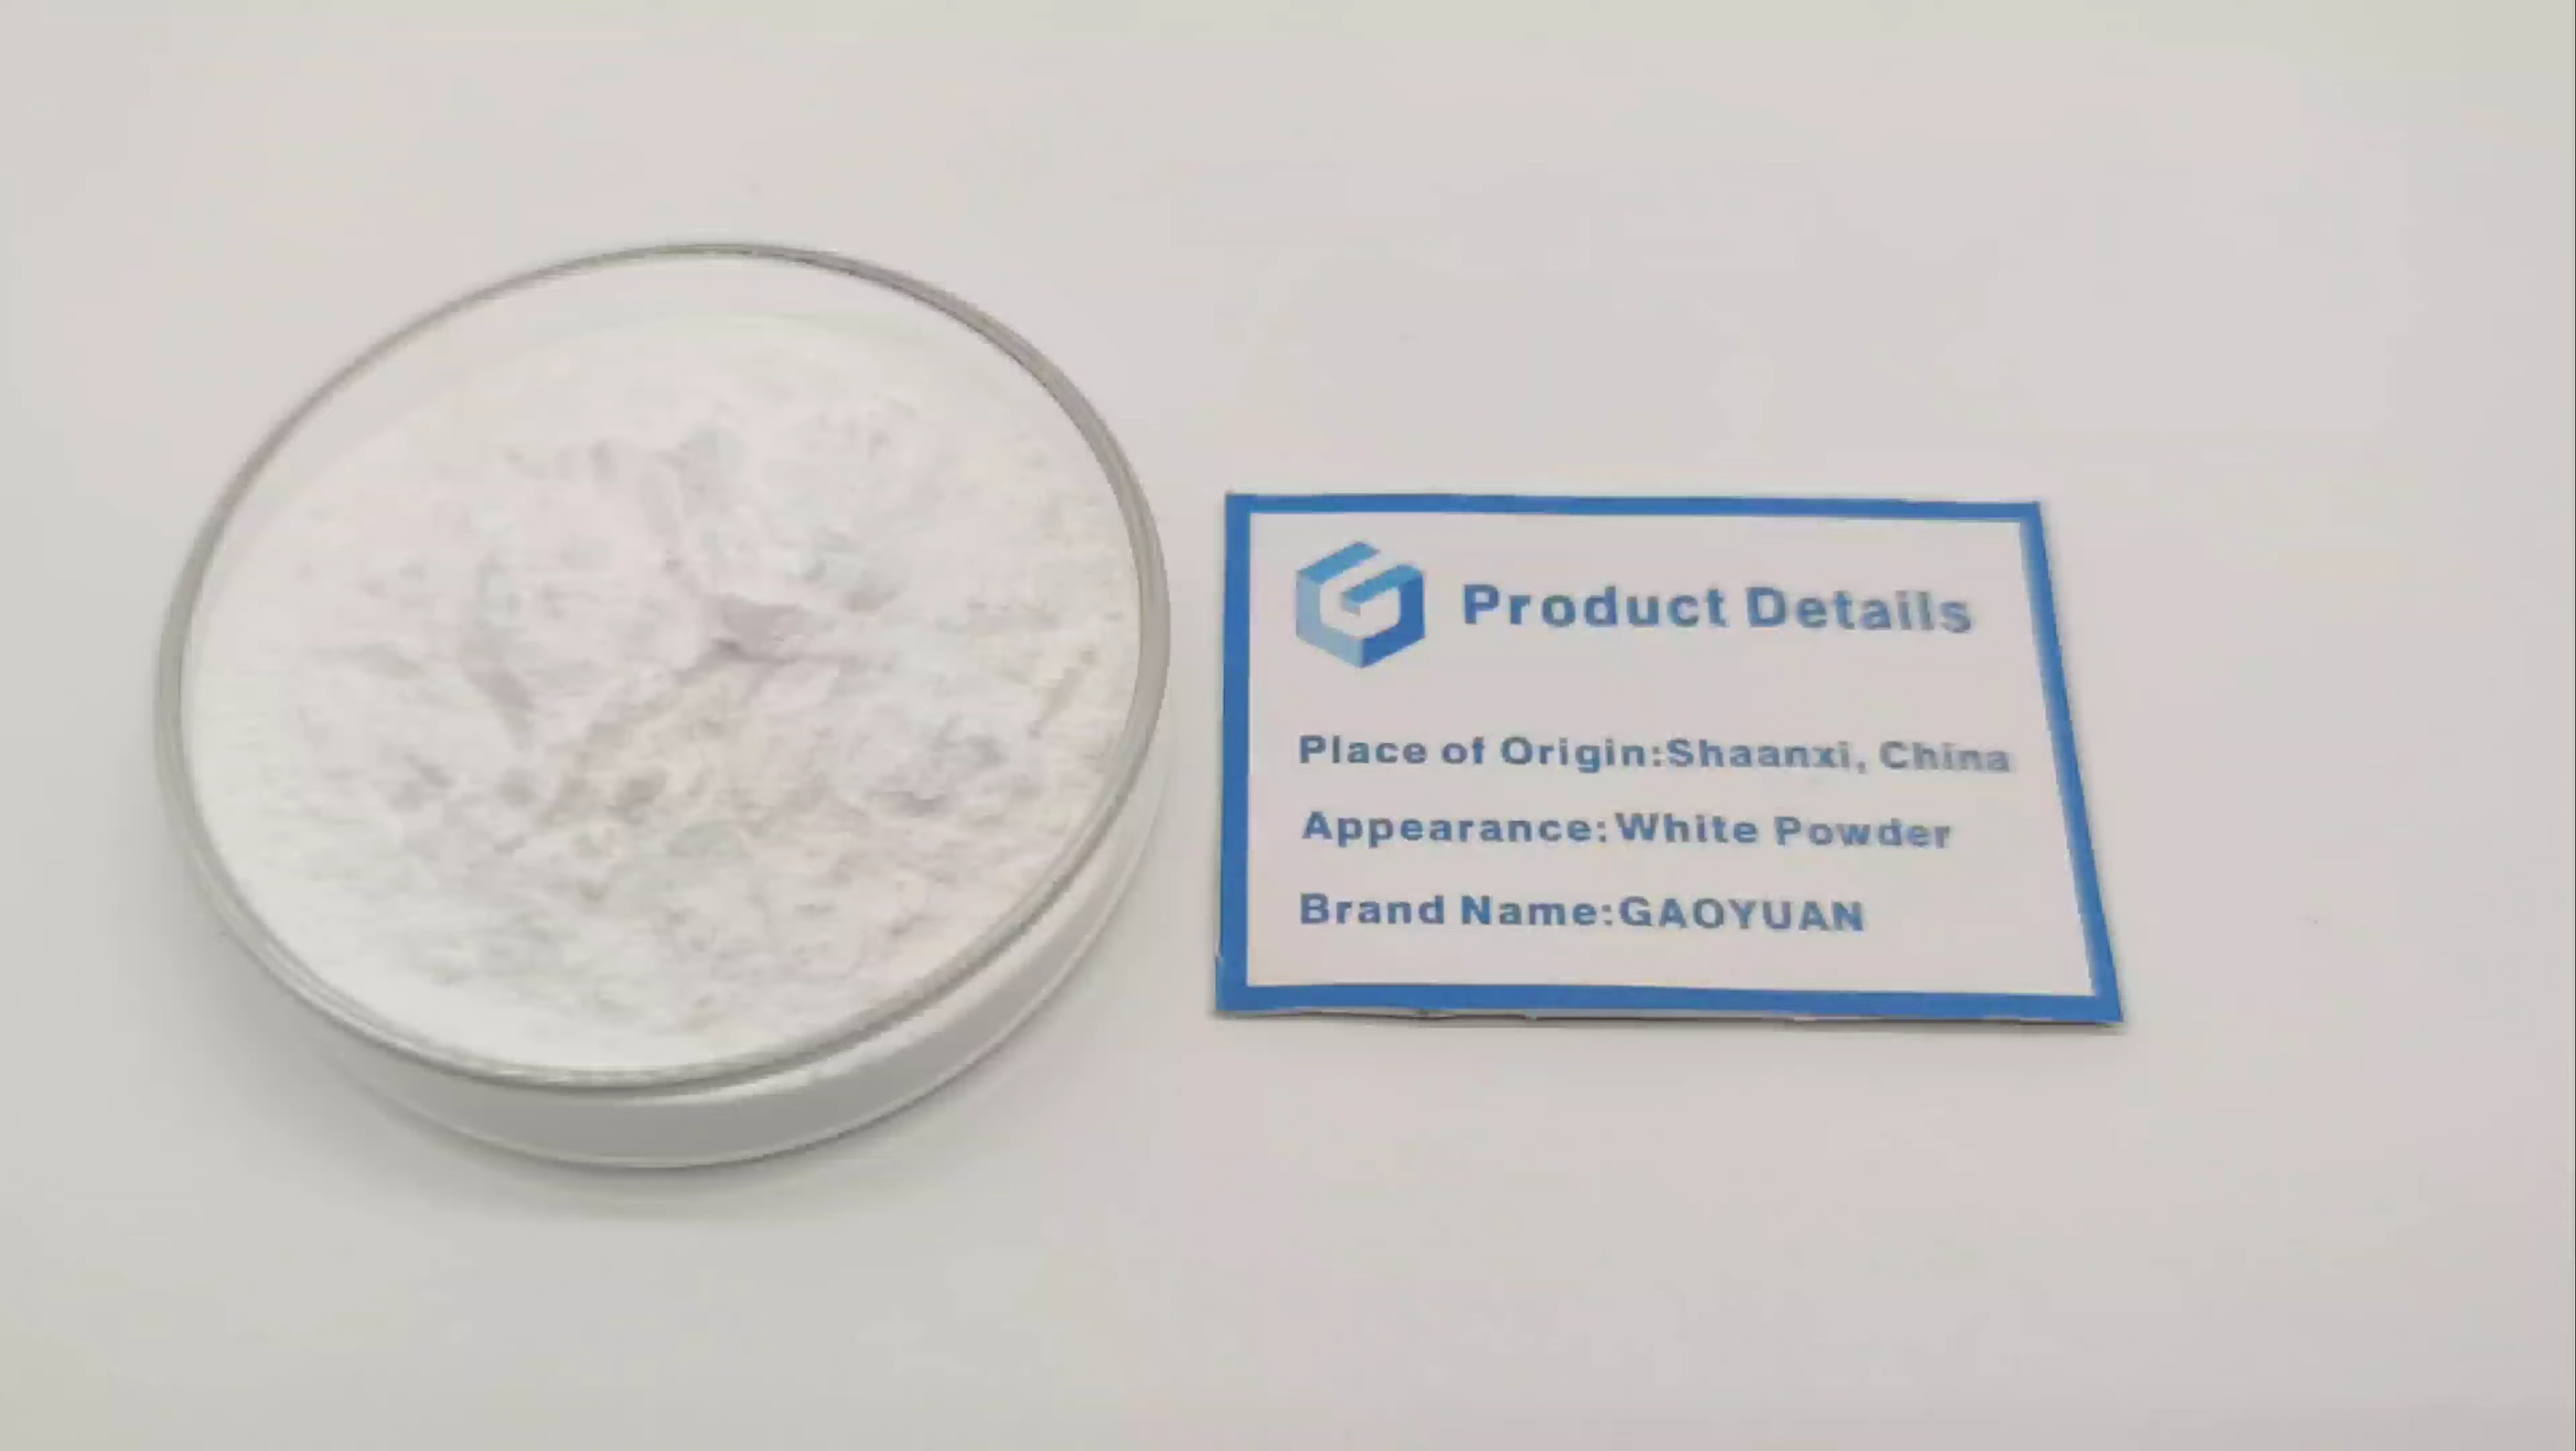 Product Details
Place of Origin:Shaanxi, China
Appearance:White Powder
Brand Name:GAOYUAN